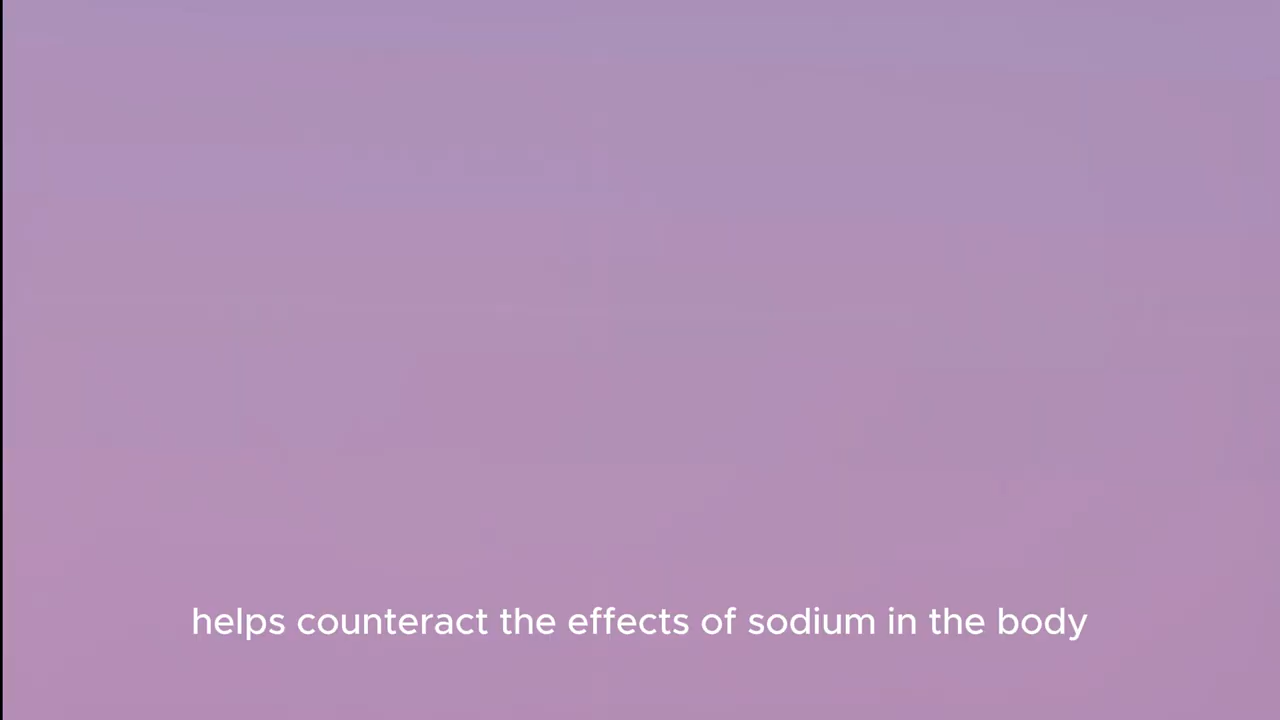 helps counteract the effects of sodium in the body